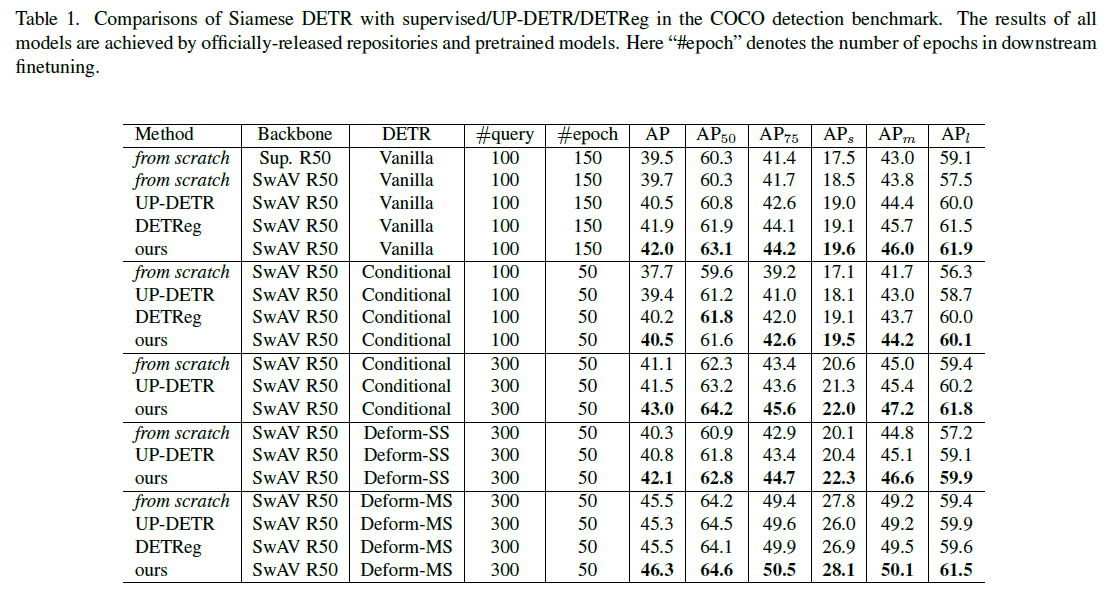 Table 1. Comparisons of Siamese DETR with supervised/UP-DETR/DETReg in the COCO detection benchmark. The results of all
models are achieved by officially-released repositories and pretrained models. Here “#epoch” denotes the number of epochs in downstream
finetuning.
Method Backbone DETR #query #epoch AP AP50 AP75 APs APm APl
from scratch Sup. R50 Vanilla 100 150 39.5 60.3 41.4 17.5 43.0 59.1
from scratch SwAV R50 Vanilla 100 150 39.7 60.3 41.7 18.5 43.8 57.5
UP-DETR SwAV R50 Vanilla 100 150 40.5 60.8 42.6 19.0 44.4 60.0
DETReg SwAV R50 Vanilla 100 150 41.9 61.9 44.1 19.1 45.7 61.5
ours SwAV R50 Vanilla 100 150 42.0 63.1 44.2 19.6 46.0 61.9
from scratch SwAV R50 Conditional 100 50 37.7 59.6 39.2 17.1 41.7 56.3
UP-DETR SwAV R50 Conditional 100 50 39.4 61.2 41.0 18.1 43.0 58.7
DETReg SwAV R50 Conditional 100 50 40.2 61.8 42.0 19.1 43.7 60.0
ours SwAV R50 Conditional 100 50 40.5 61.6 42.6 19.5 44.2 60.1
from scratch SwAV R50 Conditional 300 50 41.1 62.3 43.4 20.6 45.0 59.4
UP-DETR SwAV R50 Conditional 300 50 41.5 63.2 43.6 21.3 45.4 60.2
ours SwAV R50 Conditional 300 50 43.0 64.2 45.6 22.0 47.2 61.8
from scratch SwAV R50 Deform-SS 300 50 40.3 60.9 42.9 20.1 44.8 57.2
UP-DETR SwAV R50 Deform-SS 300 50 40.8 61.8 43.4 20.4 45.1 59.1
ours SwAV R50 Deform-SS 300 50 42.1 62.8 44.7 22.3 46.6 59.9
from scratch SwAV R50 Deform-MS 300 50 45.5 64.2 49.4 27.8 49.2 59.4
UP-DETR SwAV R50 Deform-MS 300 50 45.3 64.5 49.6 26.0 49.2 59.9
DETReg SwAV R50 Deform-MS 300 50 45.5 64.1 49.9 26.9 49.5 59.6
ours SwAV R50 Deform-MS 300 50 46.3 64.6 50.5 28.1 50.1 61.5